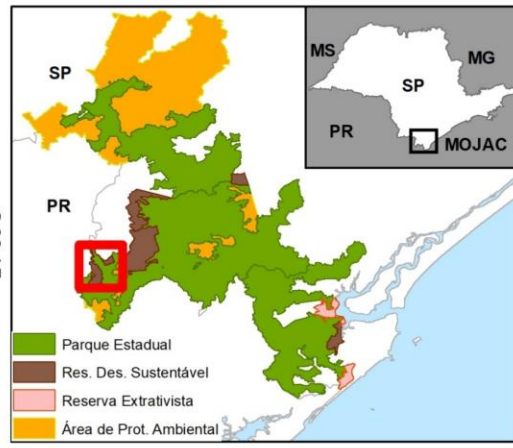 SP
PR
MS
MG
SP
PR
MOJAC
Parque Estadual
Res. Des. Sustentável
Reserva Extrativista
Área de Prot. Ambiental